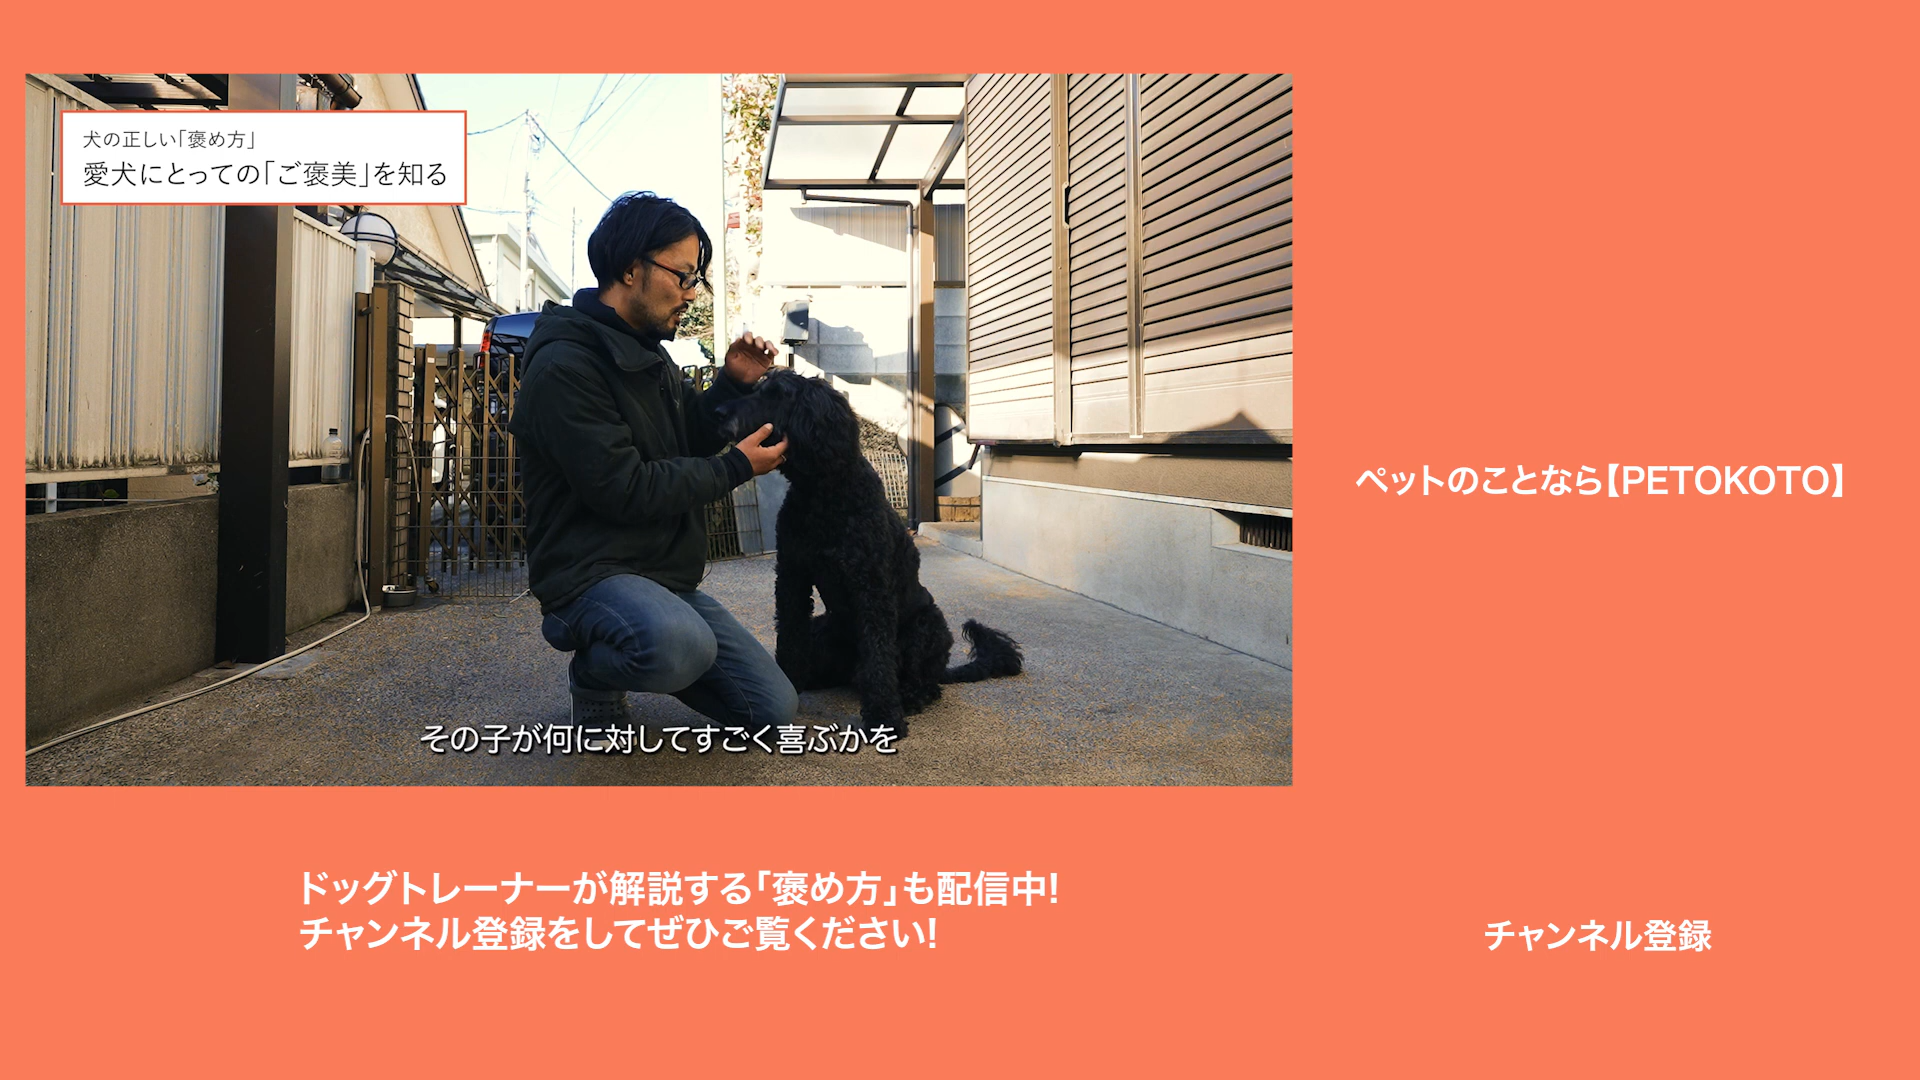 犬の正しい「褒め方」
愛犬にとっての「ご褒美」を知る
その子が何に対してすごく喜ぶかを
ペットのことなら【PETOKOTO】
ドッグトレーナーが解説する「褒め方」も配信中!
チャンネル登録をしてぜひご覧ください!
チャンネル登録